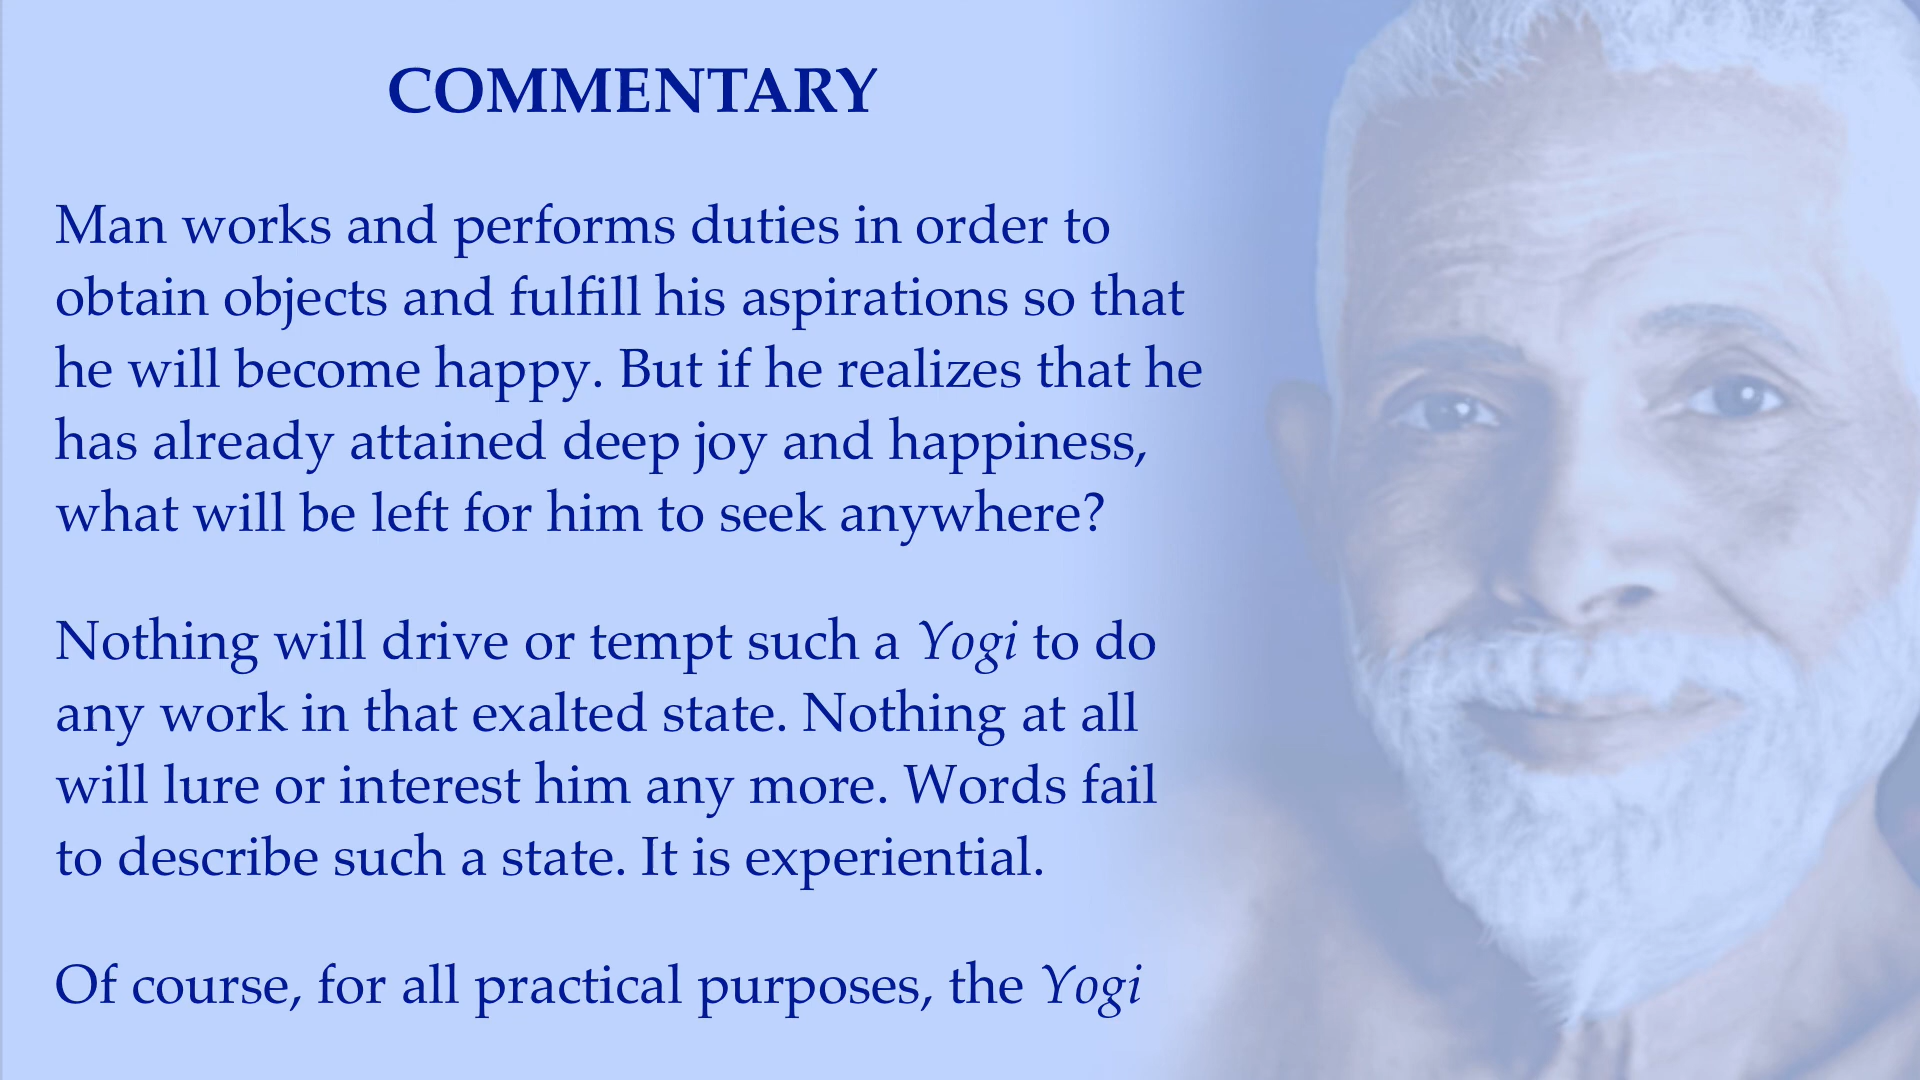 COMMENTARY
Man works and performs duties in order to
obtain objects and fulfill his aspirations so that
he will become happy. But if he realizes that he
has already attained deep joy and happiness,
what will be left for him to seek anywhere?
Nothing will drive or tempt such a Yogi to do
any work in that exalted state. Nothing at all
will lure or interest him any more. Words fail
to describe such a state. It is experiential.
Of course, for all practical purposes, the Yogi